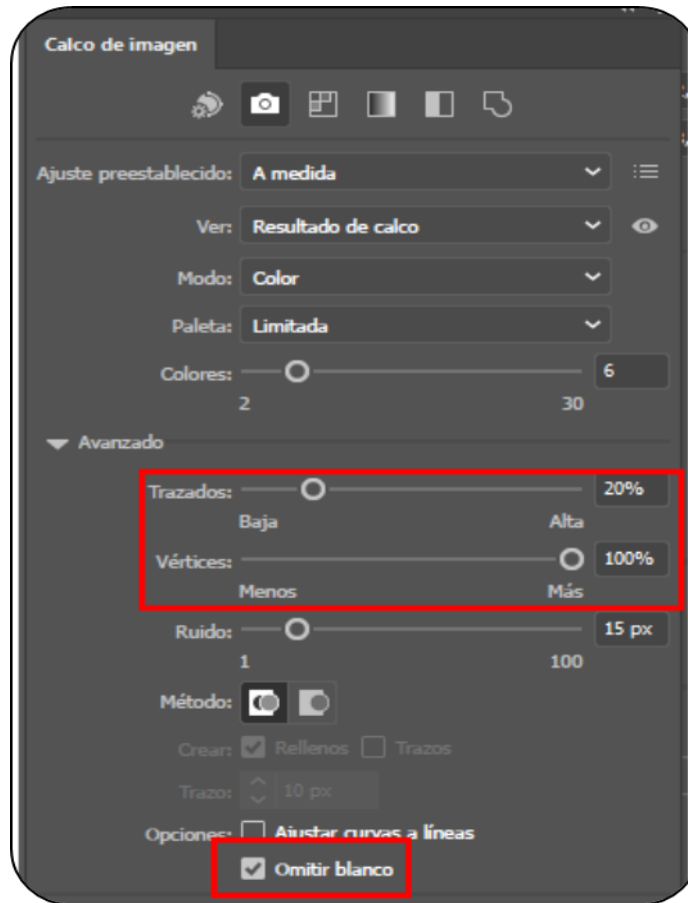 Calco de imagen
Ajuste preestablecido: A medida
Ver: Resultado de calco
Modo: Color
Paleta: Limitada
Colores: 6
2 30
Avanzado
Trazados: 20%
Baja Alta
Vértices: 100%
Menos Más
Ruido: 15 px
1 100
Método:
Crear: Rellenos Trazos
Trazo: 10 px
Opciones: Ajustar curvas a líneas
Omitir blanco